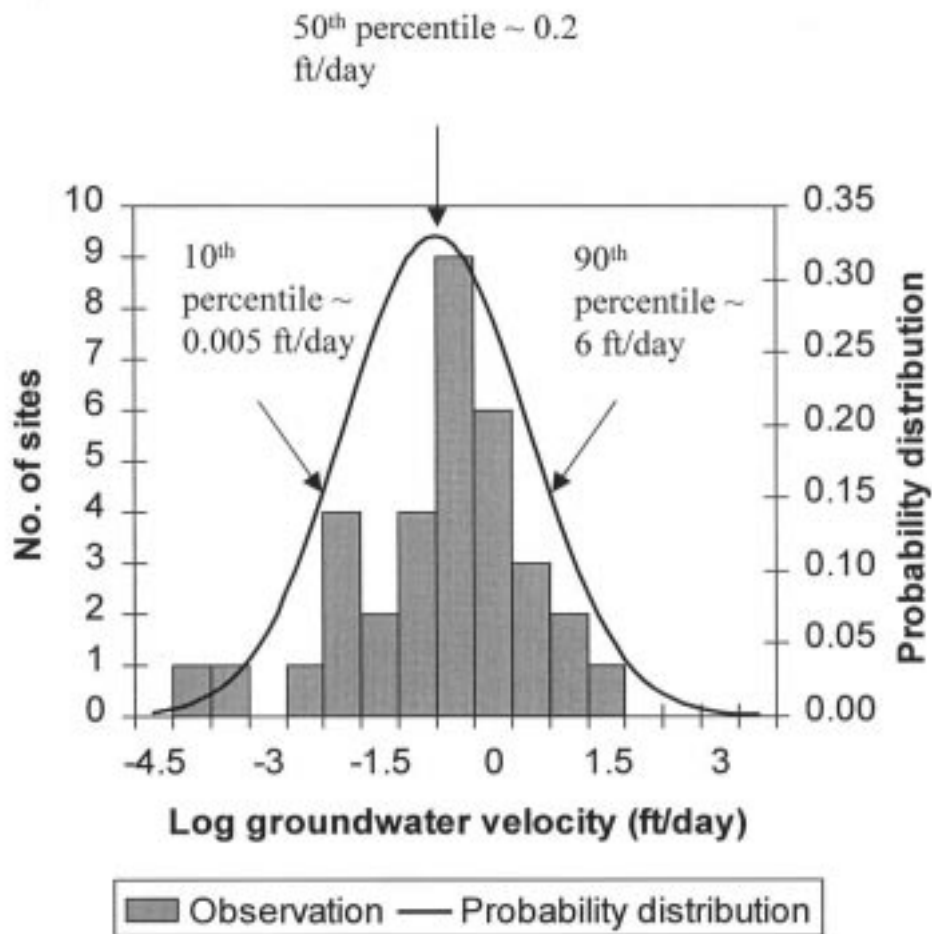 50th percentile ~ 0.2
ft/day
10th
percentile ~
0.005 ft/day
90th
percentile ~
6 ft/day
No. of sites
10
9
8
7
6
5
4
3
2
1
0
0.35
0.30
0.25
0.20
0.15
0.10
0.05
0.00
Probability distribution
-4.5 -3 -1.5 0 1.5 3
Log groundwater velocity (ft/day)
Observation Probability distribution